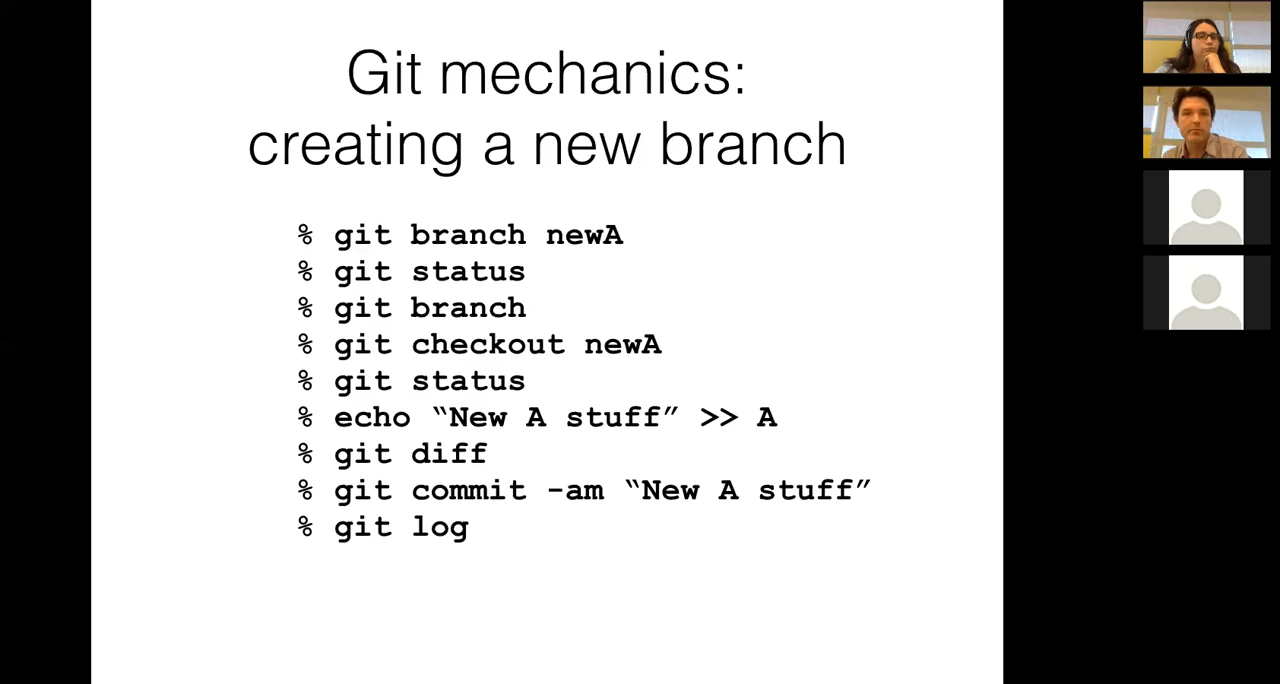 Git mechanics:
creating a new branch
% git branch newA
% git status
% git branch
% git checkout newA
% git status
% echo “New A stuff” >> A
% git diff
% git commit -am “New A stuff”
% git log